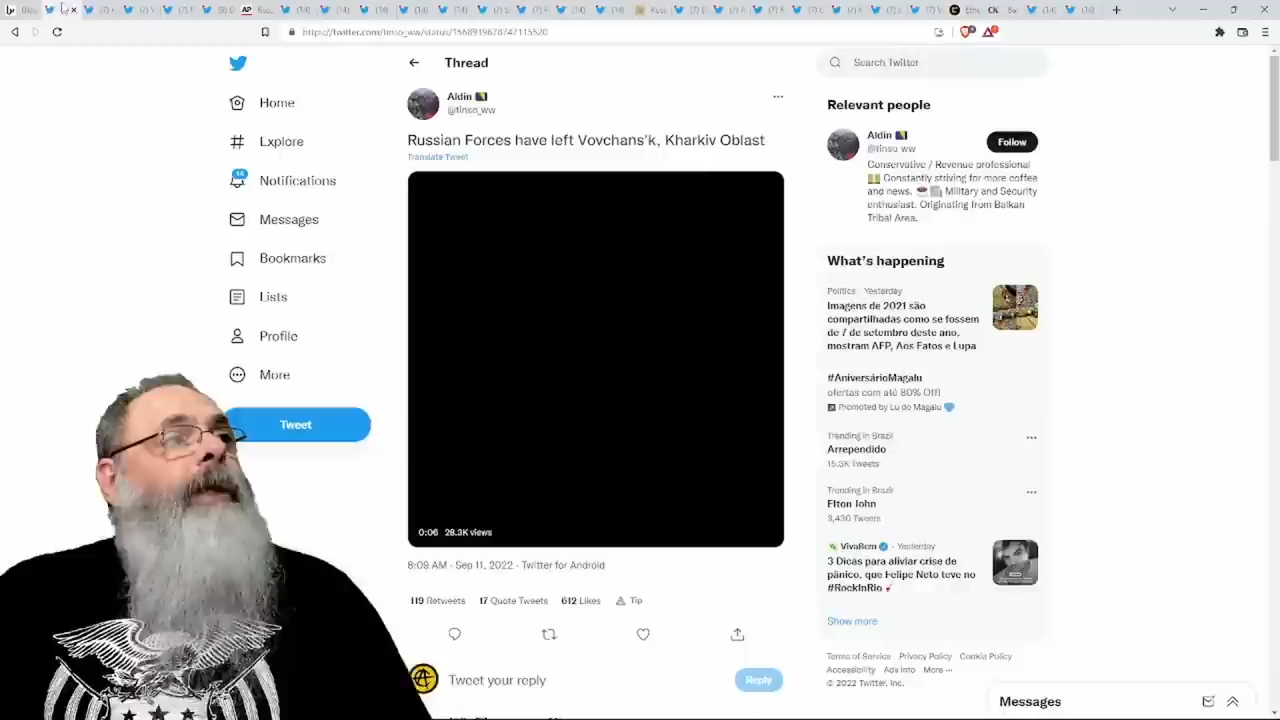 https://twitter.com/tinso_ww/status/1568919678747115520
Home
Explore
14
Notifications
Messages
Bookmarks
Lists
Profile
More
Tweet
Thread
Aldin
@tinso_ww
Russian Forces have left Vovchans'k, Kharkiv Oblast
Translate Tweet
0:06 28.3K views
8:09 AM · Sep 11, 2022 · Twitter for Android
119 Retweets 17 Quote Tweets 612 Likes Tip
Tweet your reply
Reply
Search Twitter
Relevant people
Aldin
@tinso_ww
Follow
Conservative / Revenue professional
Constantly striving for more coffee
and news. Military and Security
enthusiast. Originating from Balkan
Tribal Area.
What's happening
Politics · Yesterday
Imagens de 2021 são
compartilhadas como se fossem
de 7 de setembro deste ano,
mostram AFP, Aos Fatos e Lupa
#AniversárioMagalu
ofertas com até 80% Off!
Promoted by Lu do Magalu
Trending in Brazil
Arrependido
15.3K Tweets
Trending in Brazil
Elton John
3,430 Tweets
VivaBem · Yesterday
3 Dicas para aliviar crise de
pânico, que Felipe Neto teve no
#RockInRio
Show more
Terms of Service Privacy Policy Cookie Policy
Accessibility Ads info More ···
© 2022 Twitter, Inc.
Messages